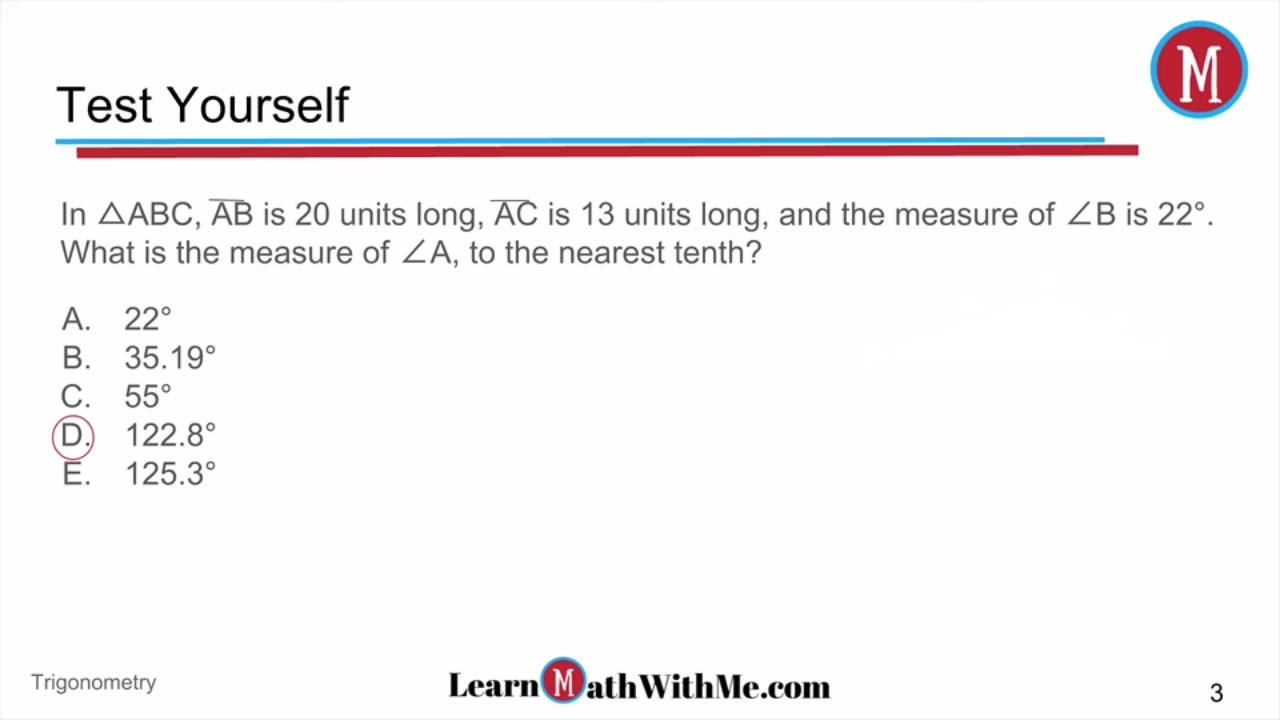 M
Test Yourself
In △ABC, A͞B is 20 units long, A͞C is 13 units long, and the measure of ∠B is 22°.
What is the measure of ∠A, to the nearest tenth?
A. 22°
B. 35.19°
C. 55°
D. 122.8°
E. 125.3°
Trigonometry
LearnMathWithMe.com
3